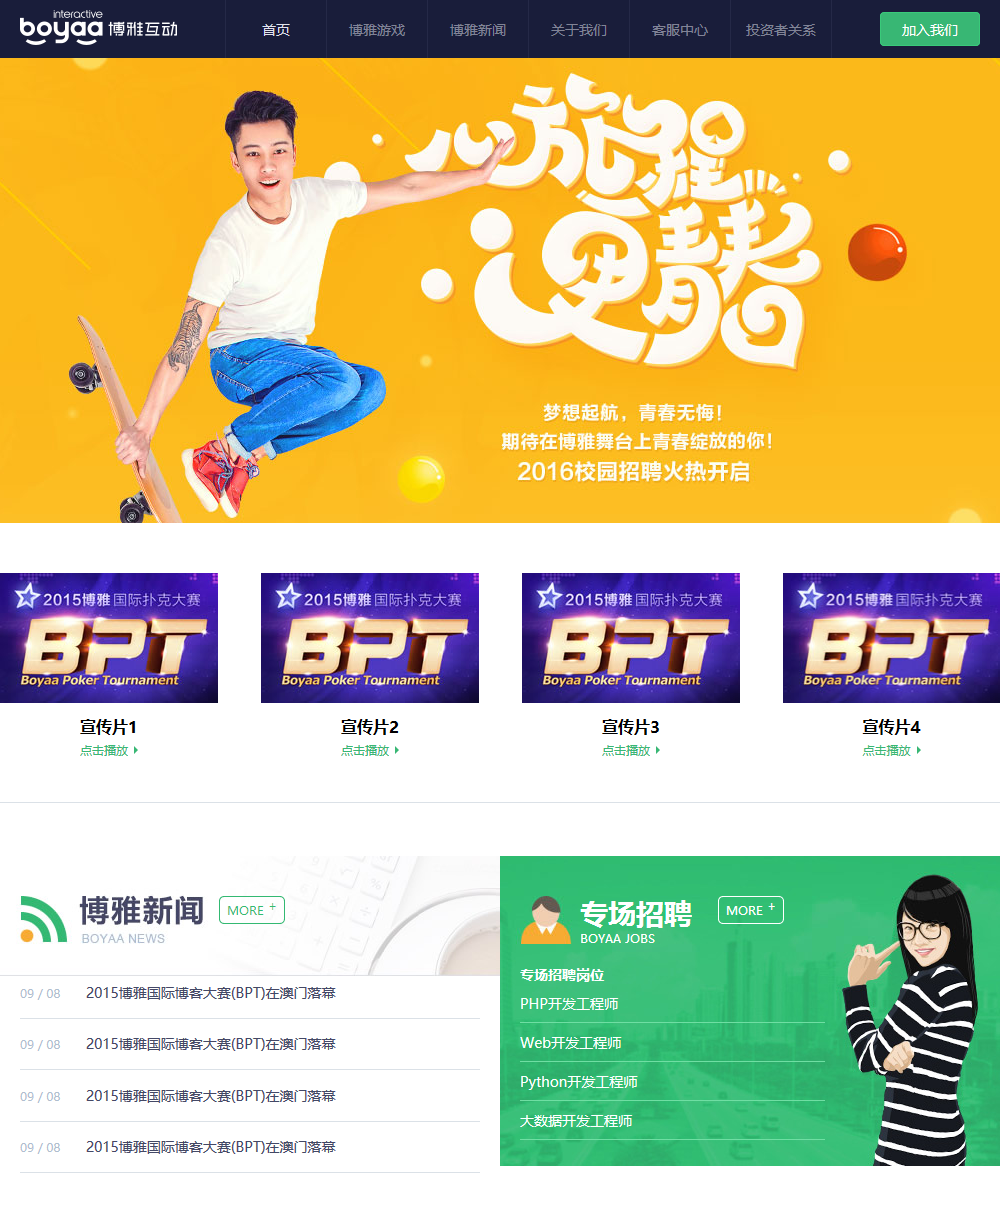 interactive
boyaa 博雅互动
首页
博雅游戏
博雅新闻
关于我们
客服中心
投资者关系
加入我们
梦想起航，青春无悔！
期待在博雅舞台上青春绽放的你！
2016校园招聘火热开启
2015博雅国际扑克大赛
BPT
Boyaa Poker Tournament
宣传片1
点击播放
2015博雅国际扑克大赛
BPT
Boyaa Poker Tournament
宣传片2
点击播放
2015博雅国际扑克大赛
BPT
Boyaa Poker Tournament
宣传片3
点击播放
2015博雅国际扑克大赛
BPT
Boyaa Poker Tournament
宣传片4
点击播放
博雅新闻
BOYAA NEWS
MORE +
09 / 08 2015博雅国际博客大赛(BPT)在澳门落幕
09 / 08 2015博雅国际博客大赛(BPT)在澳门落幕
09 / 08 2015博雅国际博客大赛(BPT)在澳门落幕
09 / 08 2015博雅国际博客大赛(BPT)在澳门落幕
专场招聘
BOYAA JOBS
MORE +
专场招聘岗位
PHP开发工程师
Web开发工程师
Python开发工程师
大数据开发工程师